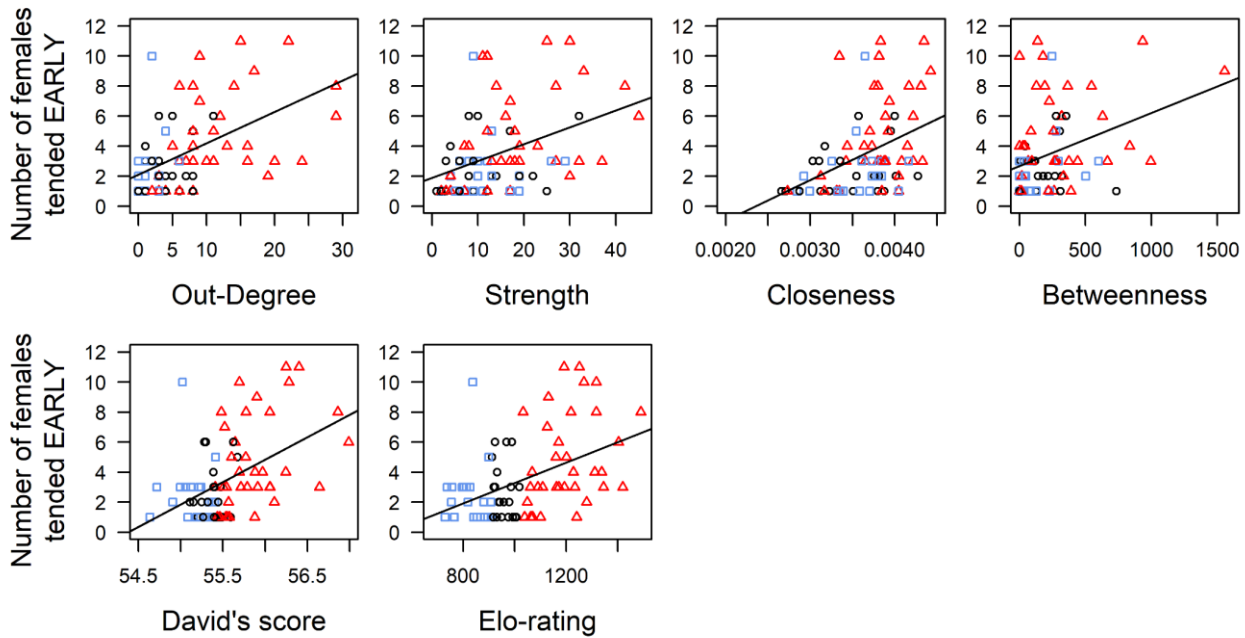 Number of females
tended EARLY
12
10
8
6
4
2
0
0 5 10 20 30
Out-Degree
12
10
8
6
4
2
0
0 10 20 30 40
Strength
12
10
8
6
4
2
0
0.0020 0.0030 0.0040
Closeness
12
10
8
6
4
2
0
0 500 1000 1500
Betweenness
Number of females
tended EARLY
12
10
8
6
4
2
0
54.5 55.5 56.5
David's score
12
10
8
6
4
2
0
800 1200
Elo-rating